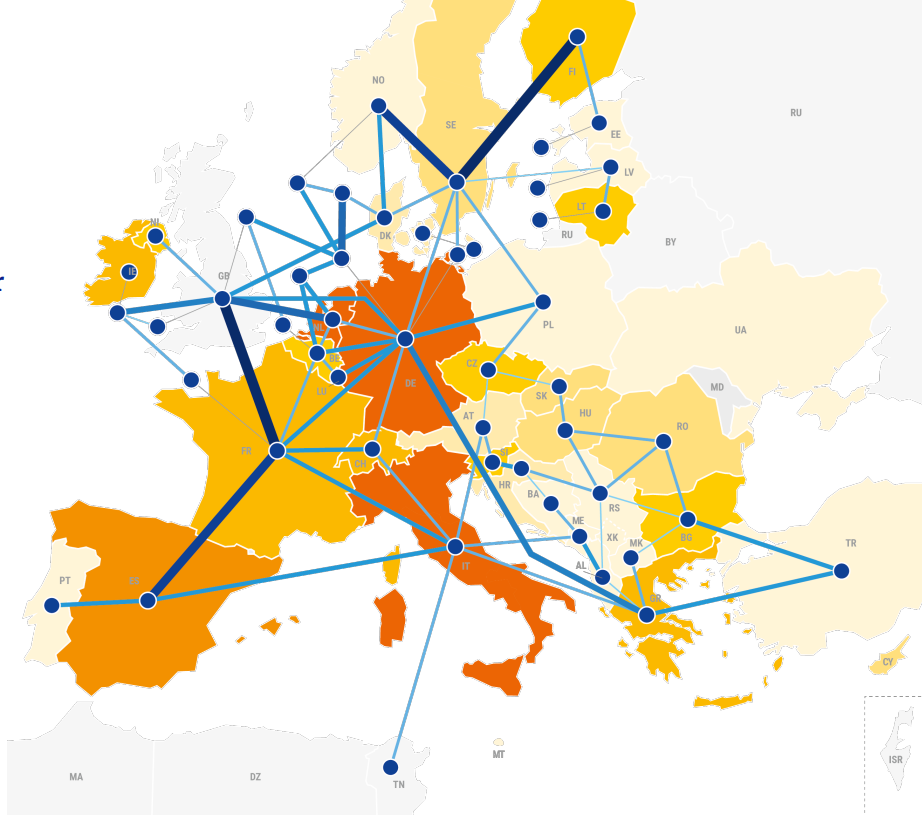 NO
FI
RU
SE
EE
LV
LT
NI
DK
RU
BY
IE
GB
NL
PL
UA
BE
CZ
LU
DE
SK
MD
AT
HU
FR
RO
CH
SI
HR
BA
RS
ME
XK
MK
BG
TR
PT
ES
IT
AL
GR
CY
MT
ISR
MA
DZ
TN